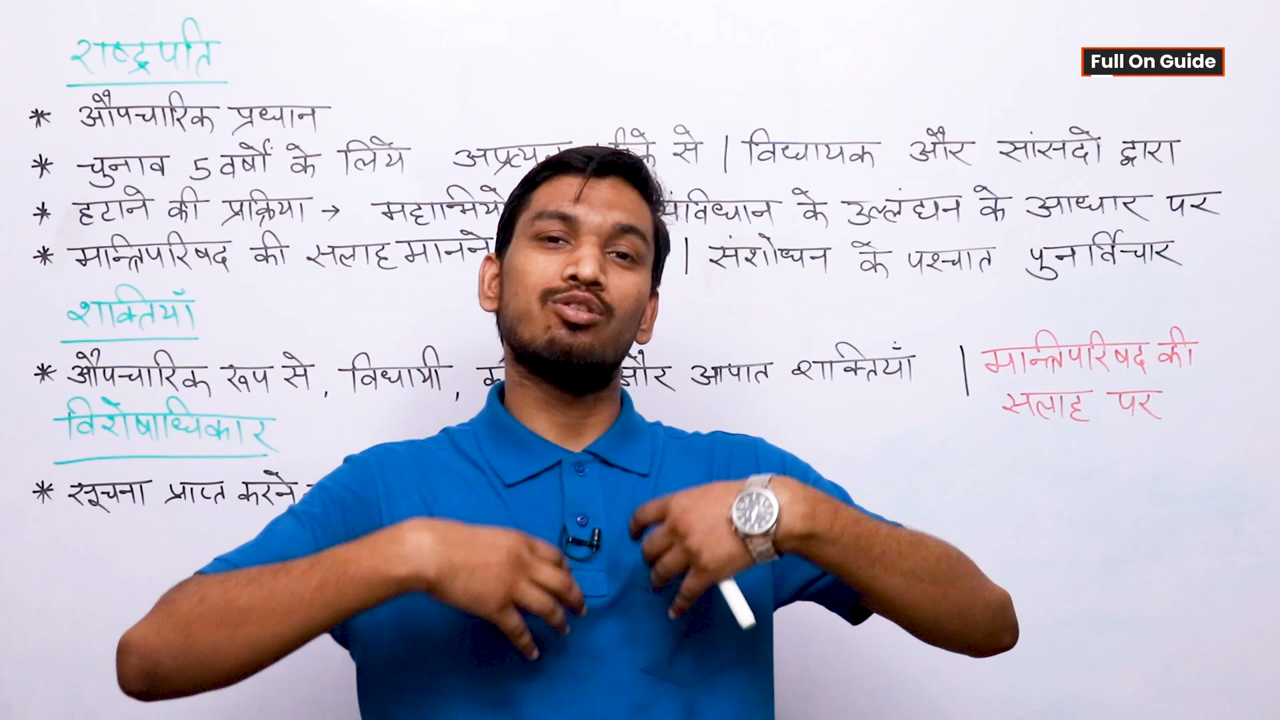 राष्ट्रपति
Full On Guide
* औपचारिक प्रधान
* चुनाव 5 वर्षों के लिये से | विधायक और सांसदो द्वारा
* हटाने की प्रक्रिया → संविधान के उल्लंघन के आधार पर
* मन्त्रिपरिषद की सलाह मानने | संशोधन के पश्चात पुनर्विचार
शक्तियाँ
* औपचारिक रूप से, विधायी, और आपात शक्तियाँ | मन्त्रिपरिषद की
सलाह पर
विशेषाधिकार
* सूचना प्राप्त करने